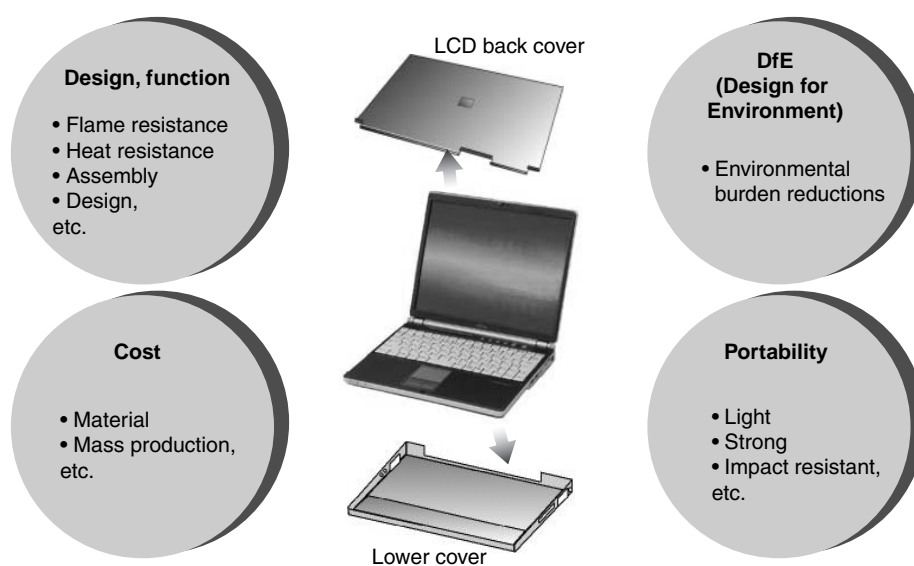 LCD back cover
Design, function
• Flame resistance
• Heat resistance
• Assembly
• Design,
etc.
DfE
(Design for
Environment)
• Environmental
burden reductions
Cost
• Material
• Mass production,
etc.
Portability
• Light
• Strong
• Impact resistant,
etc.
Lower cover